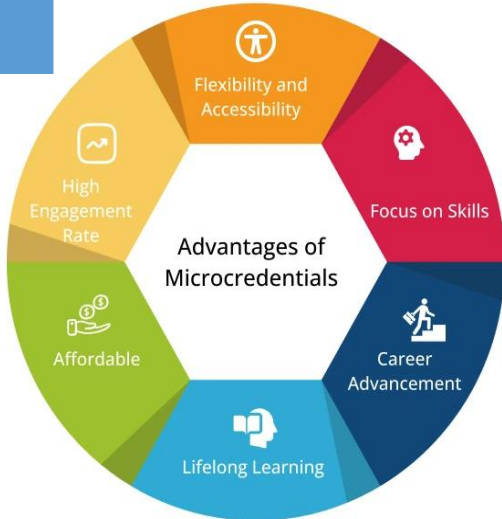 Flexibility and
Accessibility
Focus on Skills
Career
Advancement
Lifelong Learning
Affordable
High
Engagement
Rate
Advantages of
Microcredentials